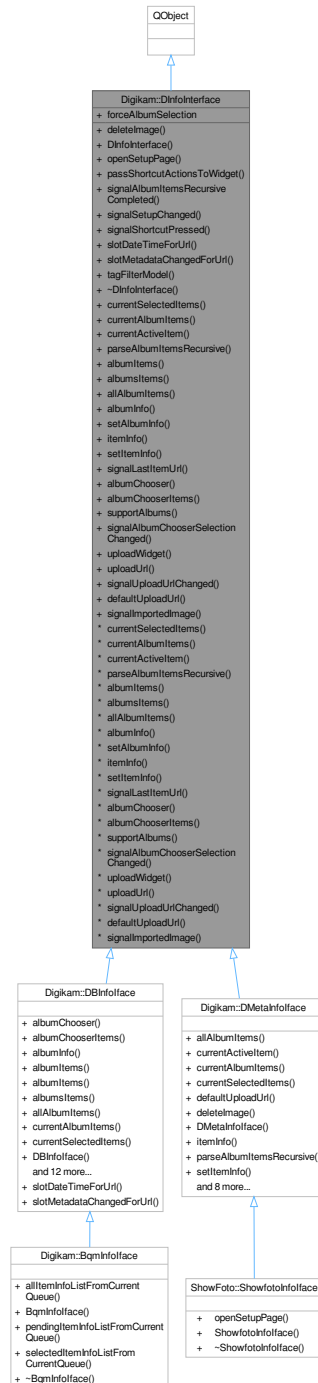 QObject
Digikam::DInfoInterface
+ forceAlbumSelection
+ deleteImage()
+ DInfoInterface()
+ openSetupPage()
+ passShortcutActionsToWidget()
+ signalAlbumItemsRecursive
Completed()
+ signalSetupChanged()
+ signalShortcutPressed()
+ slotDateTimeForUrl()
+ slotMetadataChangedForUrl()
+ tagFilterModel()
+ ~DInfoInterface()
+ currentSelectedItems()
+ currentAlbumItems()
+ currentActiveItem()
+ parseAlbumItemsRecursive()
+ albumItems()
+ albumsItems()
+ allAlbumItems()
+ albumInfo()
+ setAlbumInfo()
+ itemInfo()
+ setItemInfo()
+ signalLastItemUrl()
+ albumChooser()
+ albumChooserItems()
+ supportAlbums()
+ signalAlbumChooserSelection
Changed()
+ uploadWidget()
+ uploadUrl()
+ signalUploadUrlChanged()
+ defaultUploadUrl()
+ signalImportedImage()
* currentSelectedItems()
* currentAlbumItems()
* currentActiveItem()
* parseAlbumItemsRecursive()
* albumItems()
* albumsItems()
* allAlbumItems()
* albumInfo()
* setAlbumInfo()
* itemInfo()
* setItemInfo()
* signalLastItemUrl()
* albumChooser()
* albumChooserItems()
* supportAlbums()
* signalAlbumChooserSelection
Changed()
* uploadWidget()
* uploadUrl()
* signalUploadUrlChanged()
* defaultUploadUrl()
* signalImportedImage()
Digikam::DBInfoIface
+ albumChooser()
+ albumChooserItems()
+ albumInfo()
+ albumItems()
+ albumItems()
+ albumsItems()
+ allAlbumItems()
+ currentAlbumItems()
+ currentSelectedItems()
+ DBInfoIface()
and 12 more...
+ slotDateTimeForUrl()
+ slotMetadataChangedForUrl()
Digikam::DMetaInfoIface
+ allAlbumItems()
+ currentActiveItem()
+ currentAlbumItems()
+ currentSelectedItems()
+ defaultUploadUrl()
+ deleteImage()
+ DMetaInfoIface()
+ itemInfo()
+ parseAlbumItemsRecursive()
+ setItemInfo()
and 8 more...
Digikam::BqmInfoIface
+ allItemInfoListFromCurrent
Queue()
+ BqmInfoIface()
+ pendingItemInfoListFromCurrent
Queue()
+ selectedItemInfoListFrom
CurrentQueue()
+ ~BqmInfoIface()
ShowFoto::ShowfotoInfoIface
+ openSetupPage()
+ ShowfotoInfoIface()
+ ~ShowfotoInfoIface()